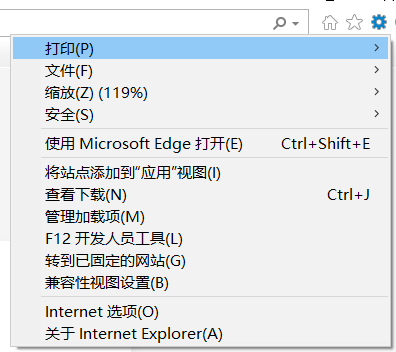 打印(P)
文件(F)
缩放(Z) (119%)
安全(S)
使用 Microsoft Edge 打开(E) Ctrl+Shift+E
将站点添加到“应用”视图(I)
查看下载(N) Ctrl+J
管理加载项(M)
F12 开发人员工具(L)
转到已固定的网站(G)
兼容性视图设置(B)
Internet 选项(O)
关于 Internet Explorer(A)